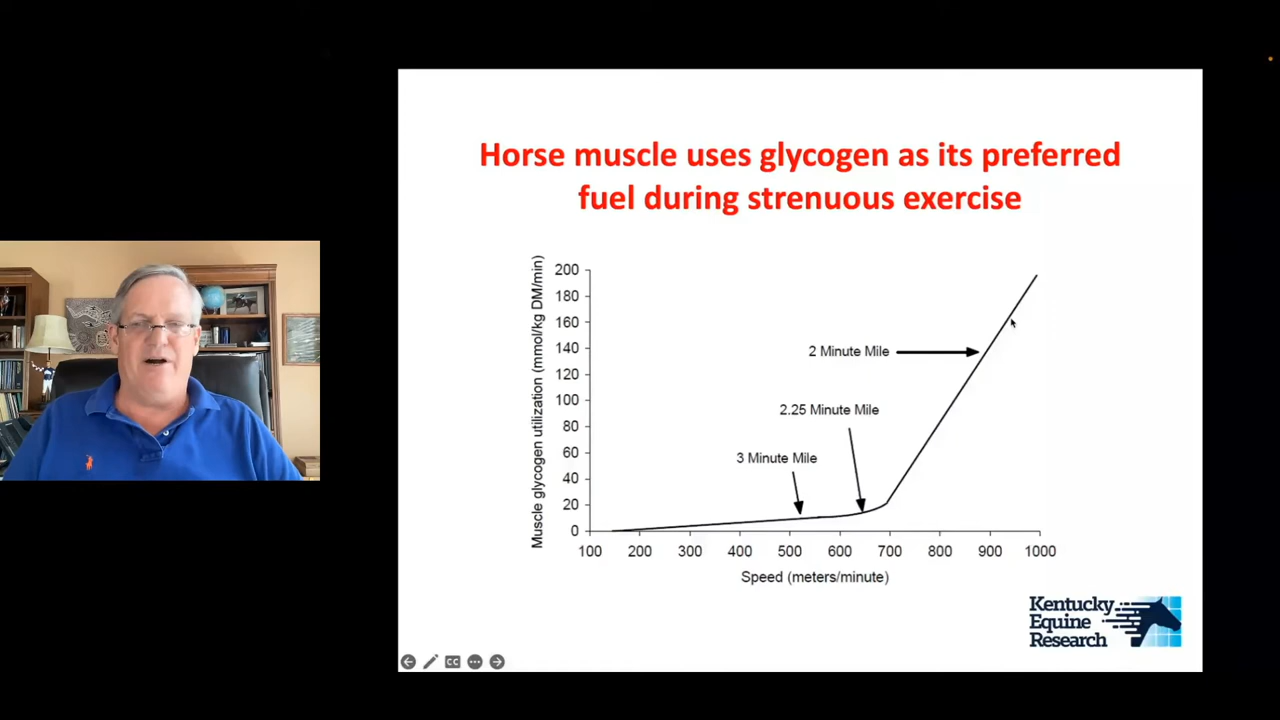 Horse muscle uses glycogen as its preferred
fuel during strenuous exercise
Muscle glycogen utilization (mmol/kg DM/min)
200
180
160
140
120
100
80
60
40
20
0
2 Minute Mile
2.25 Minute Mile
3 Minute Mile
100 200 300 400 500 600 700 800 900 1000
Speed (meters/minute)
Kentucky
Equine
Research
CC